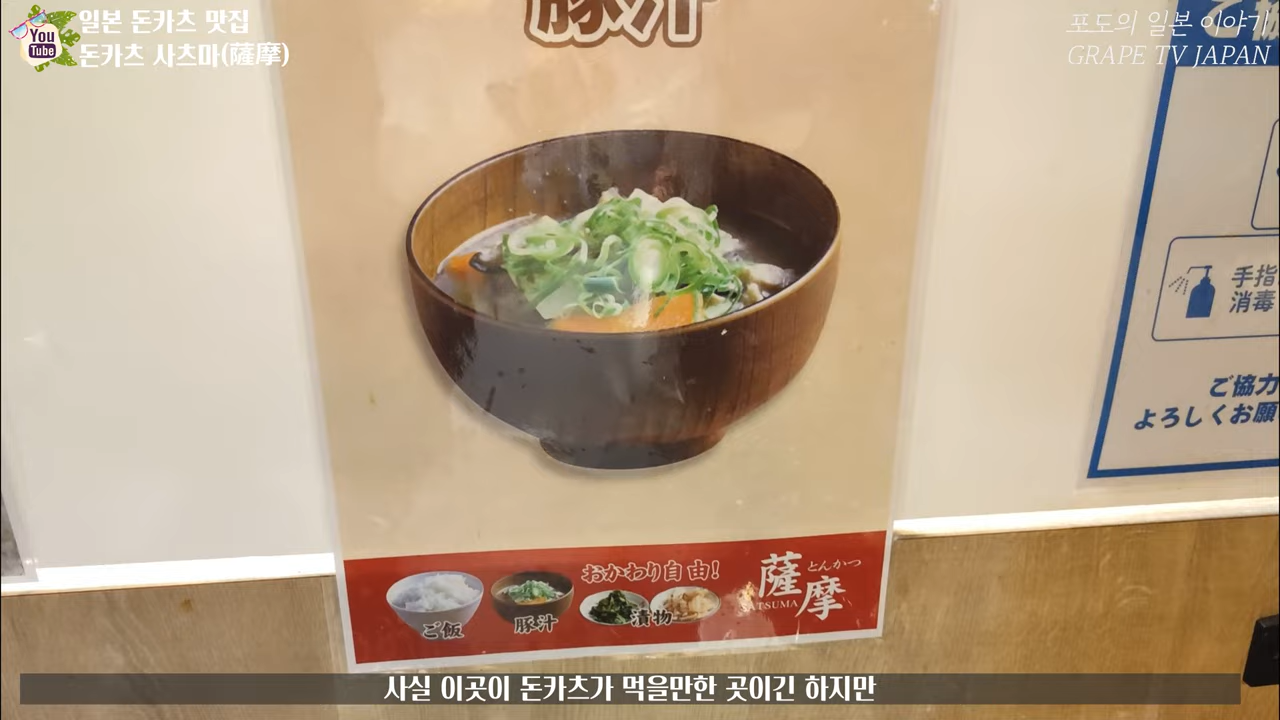 You
Tube
일본 돈카츠 맛집
돈카츠 사츠마(薩摩)
포도의 일본 이야기
GRAPE TV JAPAN
豚汁
手指
消毒
ご協力
よろしくお願
おかわり自由!
ご飯
豚汁
漬物
とんかつ
薩摩
SATSUMA
사실 이곳이 돈카츠가 먹을만한 곳이긴 하지만